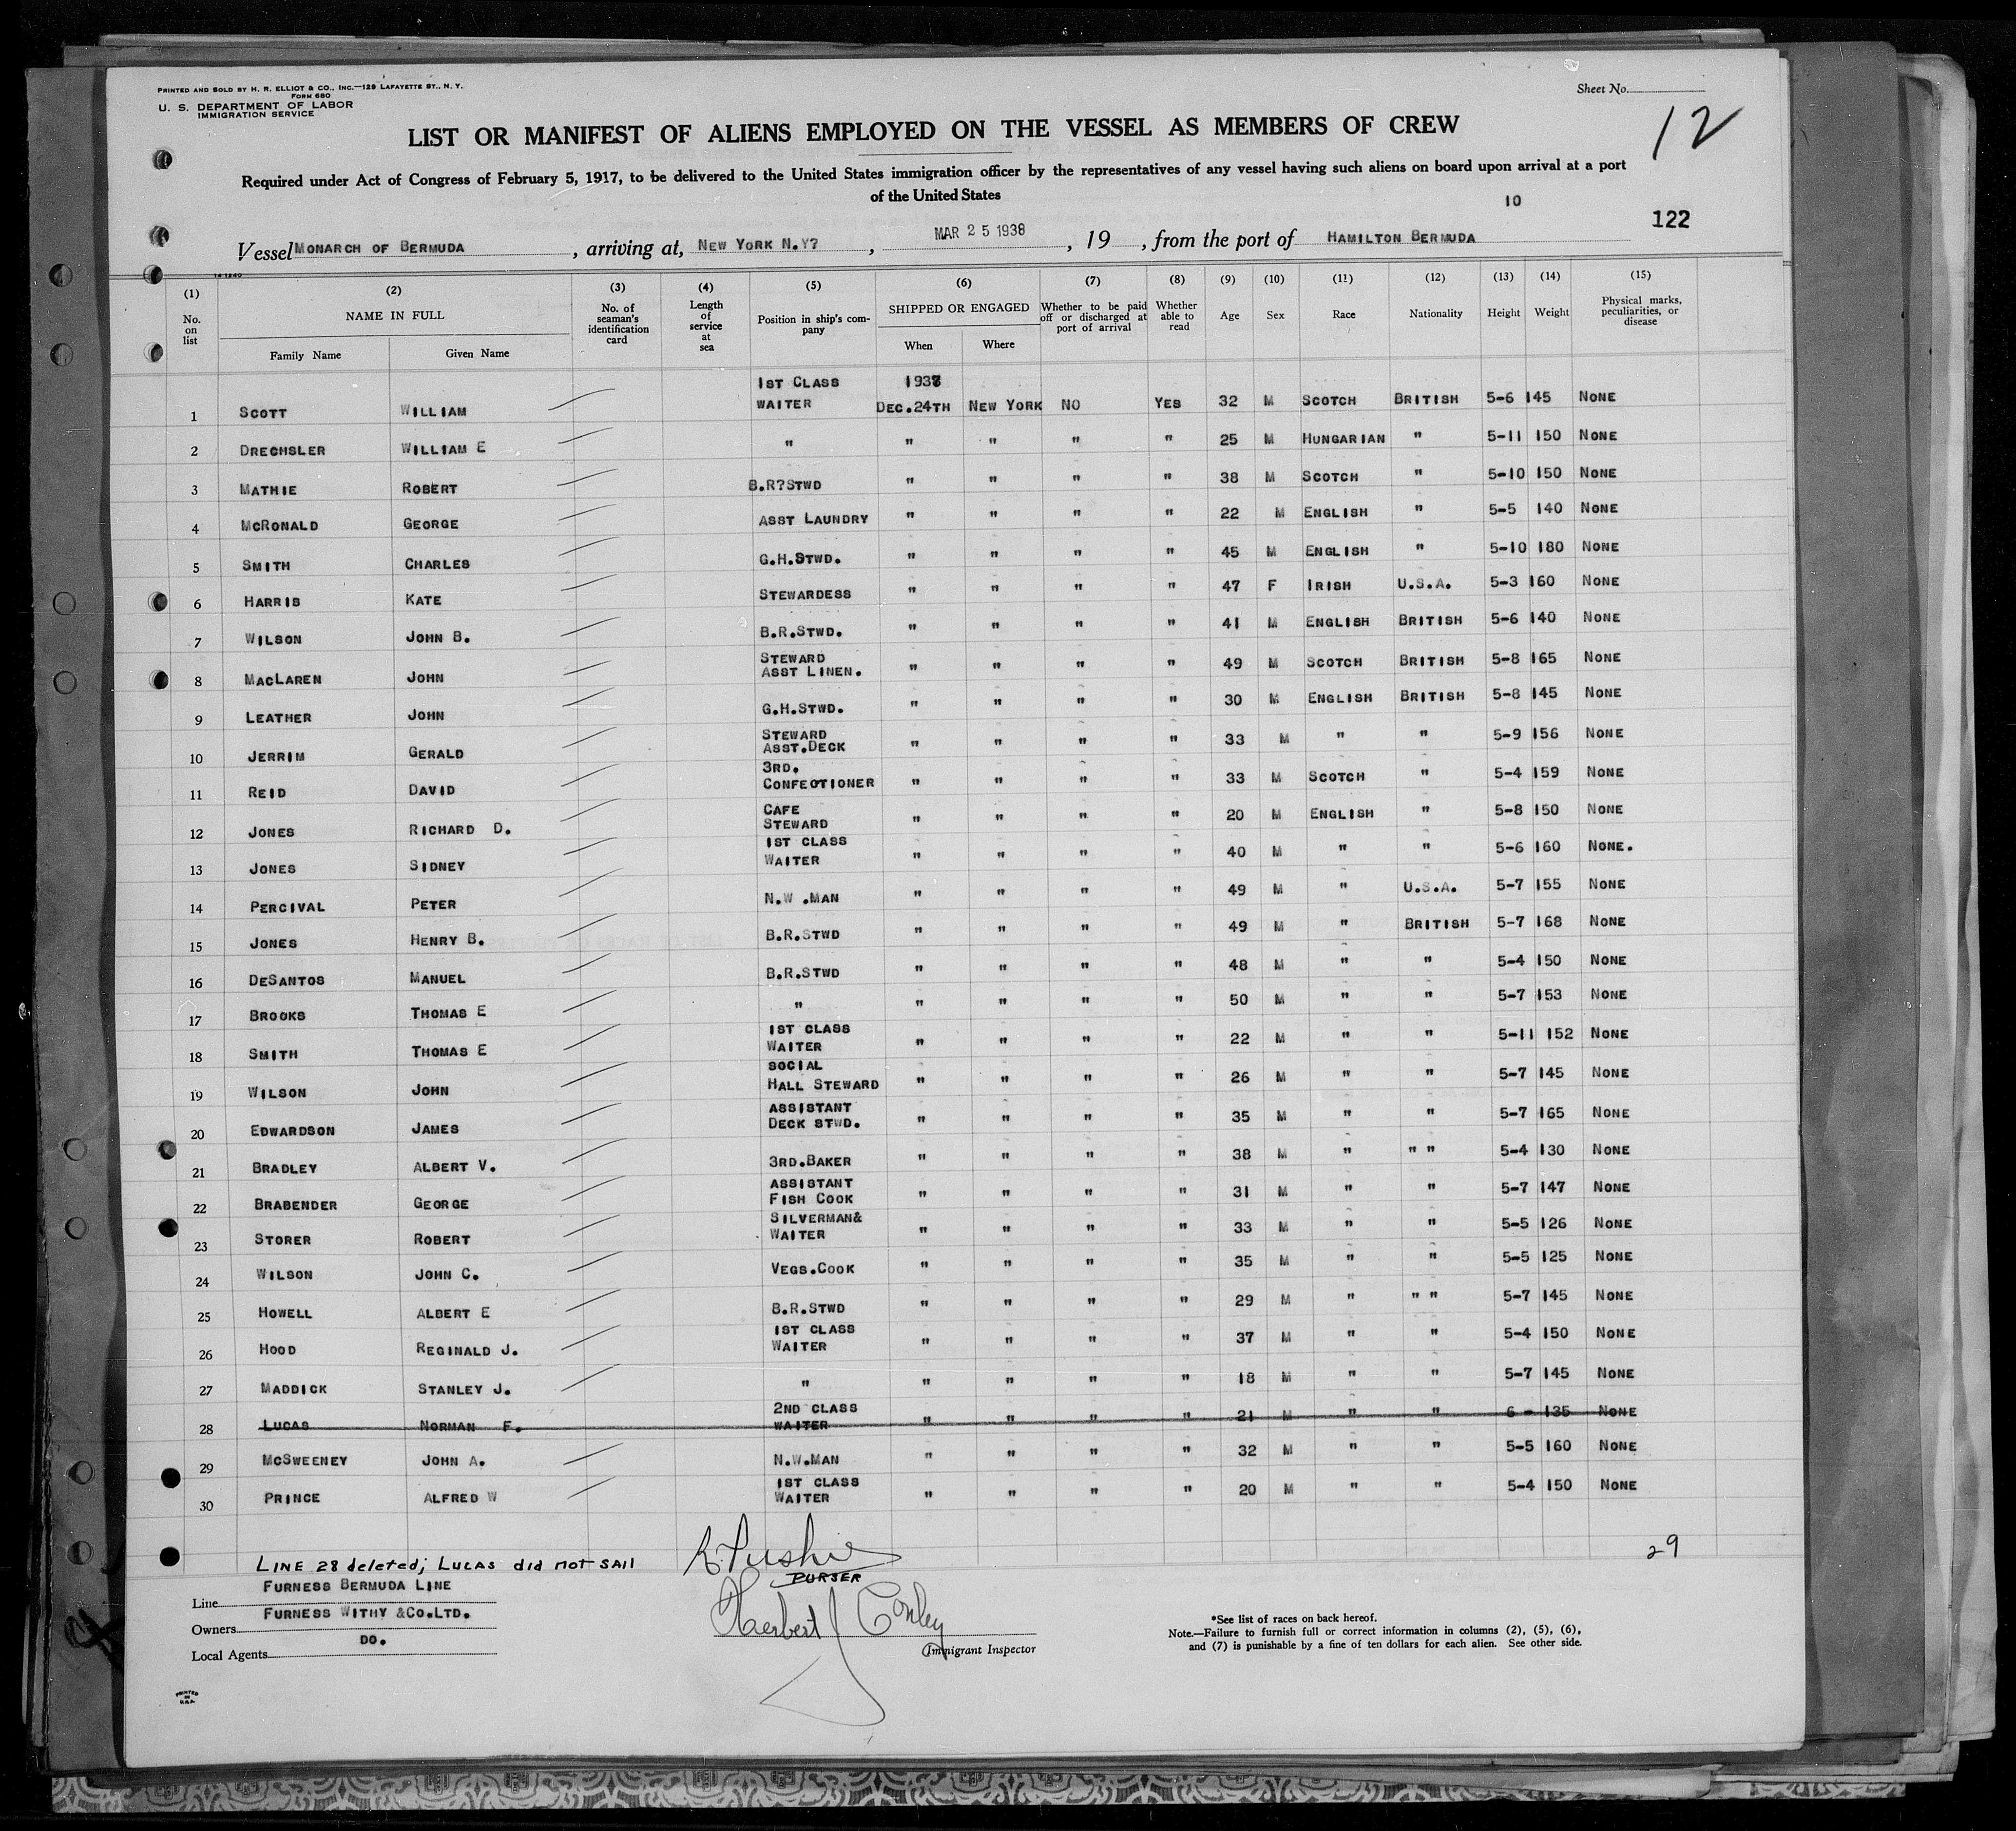 PRINTED AND SOLD BY H. R. ELLIOT & CO., INC.—129 LAFAYETTE ST., N. Y.
FORM 680
U. S. DEPARTMENT OF LABOR
IMMIGRATION SERVICE
Sheet No.
12
LIST OR MANIFEST OF ALIENS EMPLOYED ON THE VESSEL AS MEMBERS OF CREW
Required under Act of Congress of February 5, 1917, to be delivered to the United States immigration officer by the representatives of any vessel having such aliens on board upon arrival at a port
of the United States
10
122
Vessel MONARCH OF BERMUDA, arriving at, NEW YORK N.Y?, MAR 25 1938, 19, from the port of HAMILTON BERMUDA
14-1240
(1) No. on list (2) NAME IN FULL Family Name Given Name (3) No. of seaman's identification card (4) Length of service at sea (5) Position in ship's company (6) SHIPPED OR ENGAGED When Where (7) Whether to be paid off or discharged at port of arrival (8) Whether able to read (9) Age (10) Sex (11) Race (12) Nationality (13) Height (14) Weight (15) Physical marks, peculiarities, or disease
1 SCOTT WILLIAM 1ST CLASS WAITER 1937 DEC.24TH NEW YORK NO YES 32 M SCOTCH BRITISH 5-6 145 NONE
2 DRECHSLER WILLIAM E " " " " " 25 M HUNGARIAN " 5-11 150 NONE
3 MATHIE ROBERT B.R?STWD " " " " 38 M SCOTCH " 5-10 150 NONE
4 MCRONALD GEORGE ASST LAUNDRY " " " " 22 M ENGLISH " 5-5 140 NONE
5 SMITH CHARLES G.H.STWD. " " " " 45 M ENGLISH " 5-10 180 NONE
6 HARRIS KATE STEWARDESS " " " " 47 F IRISH U.S.A. 5-3 160 NONE
7 WILSON JOHN B. B.R.STWD. " " " " 41 M ENGLISH BRITISH 5-6 140 NONE
8 MACLAREN JOHN STEWARD ASST LINEN. " " " " 49 M SCOTCH BRITISH 5-8 165 NONE
9 LEATHER JOHN G.H.STWD. " " " " 30 M ENGLISH BRITISH 5-8 145 NONE
10 JERRIM GERALD STEWARD ASST.DECK " " " " 33 M " " 5-9 156 NONE
11 REID DAVID 3RD. CONFECTIONER " " " " 33 M SCOTCH " 5-4 159 NONE
12 JONES RICHARD D. CAFE STEWARD " " " " 20 M ENGLISH " 5-8 150 NONE
13 JONES SIDNEY 1ST CLASS WAITER " " " " 40 M " " 5-6 160 NONE.
14 PERCIVAL PETER N.W .MAN " " " " 49 M " U.S.A. 5-7 155 NONE
15 JONES HENRY B. B.R.STWD " " " " 49 M " BRITISH 5-7 168 NONE
16 DESANTOS MANUEL B.R.STWD " " " " 48 M " " 5-4 150 NONE
17 BROOKS THOMAS E " " " " " 50 M " " 5-7 153 NONE
18 SMITH THOMAS E 1ST CLASS WAITER " " " " 22 M " " 5-11 152 NONE
19 WILSON JOHN SOCIAL HALL STEWARD " " " " 26 M " " 5-7 145 NONE
20 EDWARDSON JAMES ASSISTANT DECK STWD. " " " " 35 M " " 5-7 165 NONE
21 BRADLEY ALBERT V. 3RD.BAKER " " " " 38 M " " " 5-4 130 NONE
22 BRABENDER GEORGE ASSISTANT FISH COOK " " " " 31 M " " 5-7 147 NONE
23 STORER ROBERT SILVERMAN& WAITER " " " " 33 M " " 5-5 126 NONE
24 WILSON JOHN C. VEGS.COOK " " " " 35 M " " 5-5 125 NONE
25 HOWELL ALBERT E B.R.STWD " " " " 29 M " " " 5-7 145 NONE
26 HOOD REGINALD J. 1ST CLASS WAITER " " " " 37 M " " 5-4 150 NONE
27 MADDICK STANLEY J. " " " " " 18 M " " 5-7 145 NONE
28 LUCAS NORMAN F. 2ND CLASS WAITER " " " " 21 M " " 6 - 135 NONE
29 MCSWEENEY JOHN A. N.W.MAN " " " " 32 M " " 5-5 160 NONE
30 PRINCE ALFRED W 1ST CLASS WAITER " " " " 20 M " " 5-4 150 NONE
29
LINE 28 deleted; LUCAS did not SAIl
PURSER
Line FURNESS BERMUDA LINE
Owners FURNESS WITHY &CO.LTD.
Local Agents DO.
Herbert J Conley
Immigrant Inspector
*See list of races on back hereof.
Note.—Failure to furnish full or correct information in columns (2), (5), (6),
and (7) is punishable by a fine of ten dollars for each alien. See other side.
PRINTED
IN
U.S.A.